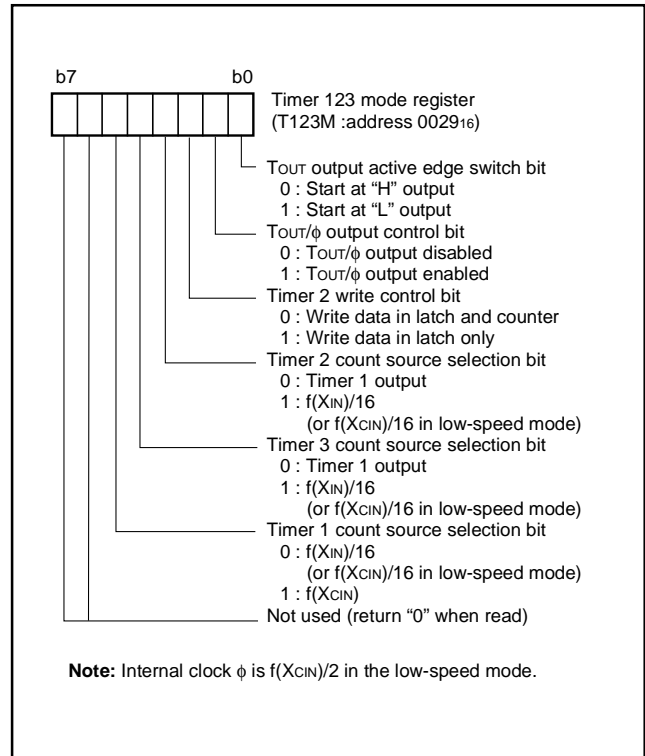 b7 b0
Timer 123 mode register
(T123M :address 002916)
TOUT output active edge switch bit
0 : Start at “H” output
1 : Start at “L” output
TOUT/ϕ output control bit
0 : TOUT/ϕ output disabled
1 : TOUT/ϕ output enabled
Timer 2 write control bit
0 : Write data in latch and counter
1 : Write data in latch only
Timer 2 count source selection bit
0 : Timer 1 output
1 : f(XIN)/16
(or f(XCIN)/16 in low-speed mode)
Timer 3 count source selection bit
0 : Timer 1 output
1 : f(XIN)/16
(or f(XCIN)/16 in low-speed mode)
Timer 1 count source selection bit
0 : f(XIN)/16
(or f(XCIN)/16 in low-speed mode)
1 : f(XCIN)
Not used (return “0” when read)
Note: Internal clock ϕ is f(XCIN)/2 in the low-speed mode.